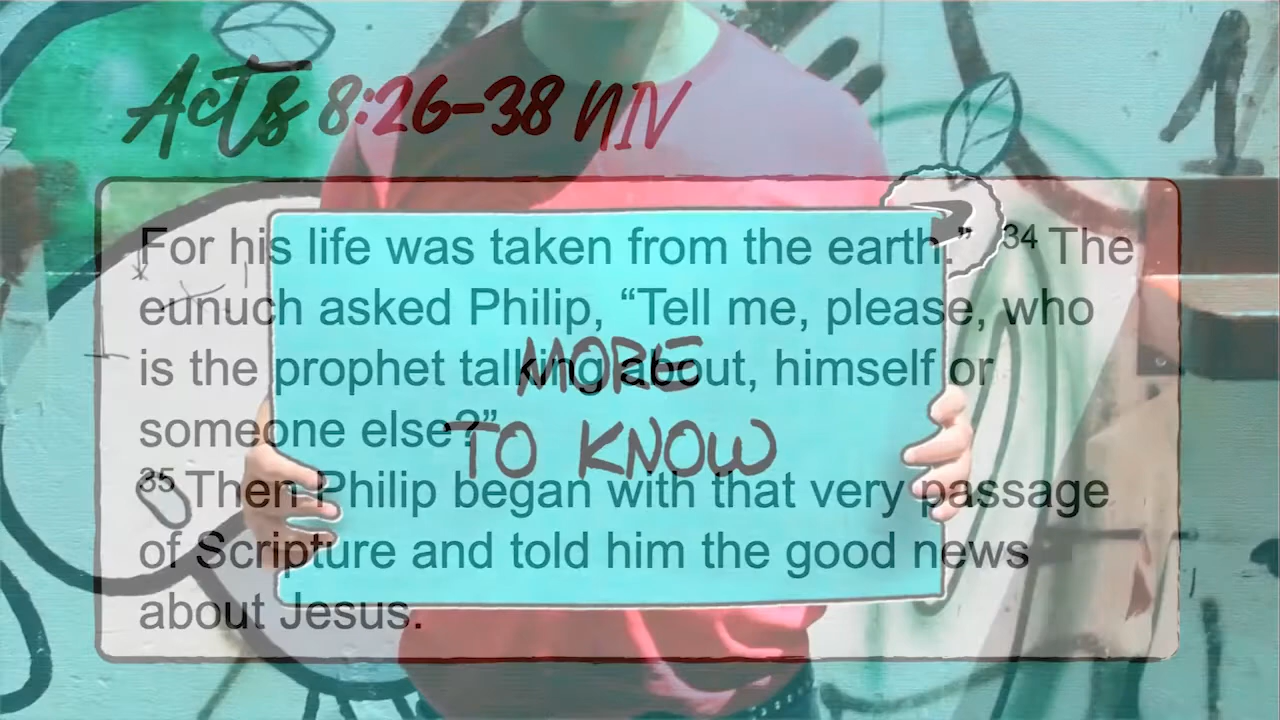 Acts 8:26-38 NIV
For his life was taken from the earth.” 34 The
eunuch asked Philip, “Tell me, please, who
is the prophet talking about, himself or
someone else?”
35 Then Philip began with that very passage
of Scripture and told him the good news
about Jesus.
MORE
TO KNOW